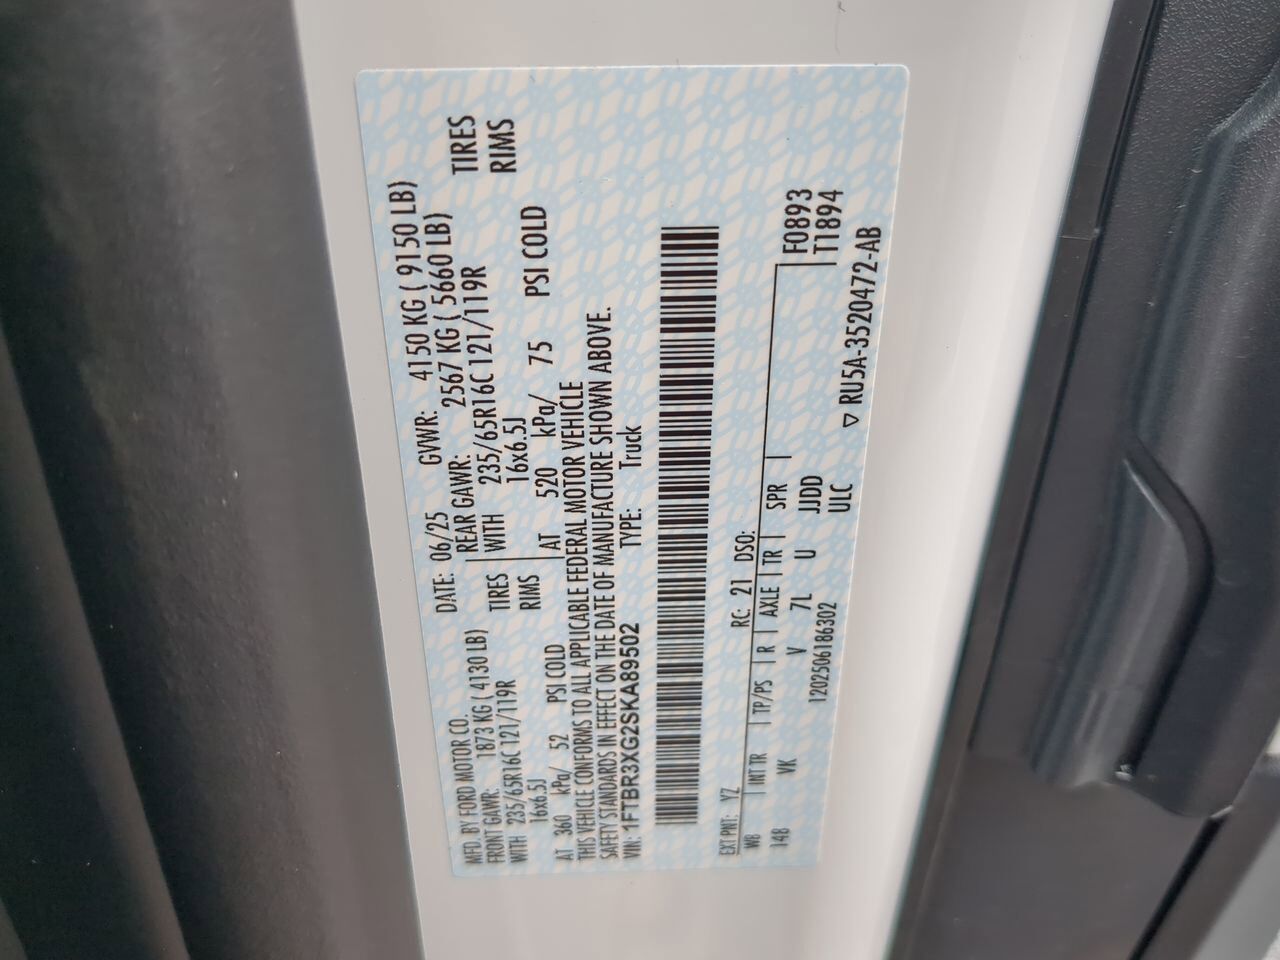 MFD. BY FORD MOTOR CO.
DATE: 06/25 GVWR: 4150 KG ( 9150 LB)
FRONT GAWR: 1873 KG ( 4130 LB) REAR GAWR: 2567 KG ( 5660 LB)
WITH 235/65R16C 121/119R TIRES WITH 235/65R16C 121/119R TIRES
16x6.5J RIMS 16x6.5J RIMS
AT 360 kPa/ 52 PSI COLD AT 520 kPa/ 75 PSI COLD
THIS VEHICLE CONFORMS TO ALL APPLICABLE FEDERAL MOTOR VEHICLE
SAFETY STANDARDS IN EFFECT ON THE DATE OF MANUFACTURE SHOWN ABOVE.
VIN: 1FTBR3XG2SKA89502 TYPE: Truck
EXT PNT: YZ RC: 21 DSO:
WB INT TR TP/PS R AXLE TR SPR F0893
148 VK V 7L U JJDD T1894
1202506186302 ULC
▽ RU5A-3520472-AB